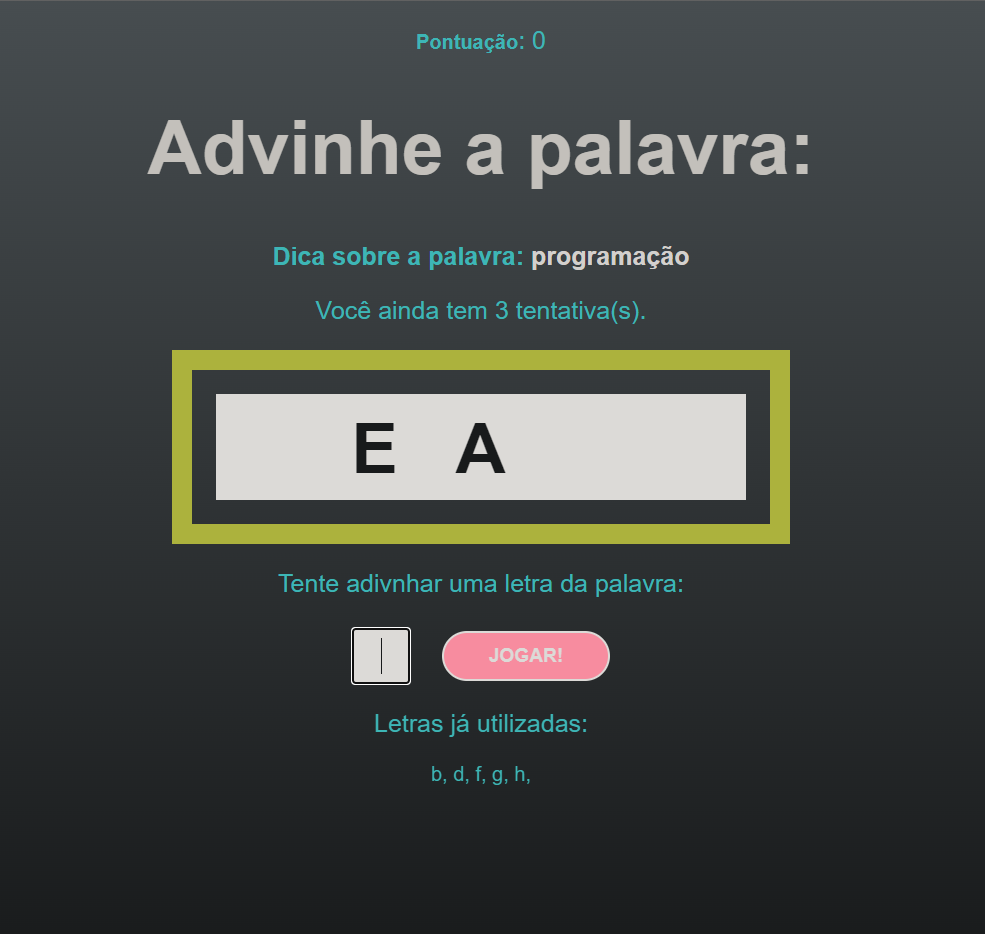 Pontuação: 0
Advinhe a palavra:
Dica sobre a palavra: programação
Você ainda tem 3 tentativa(s).
E A
Tente adivnhar uma letra da palavra:
JOGAR!
Letras já utilizadas:
b, d, f, g, h,